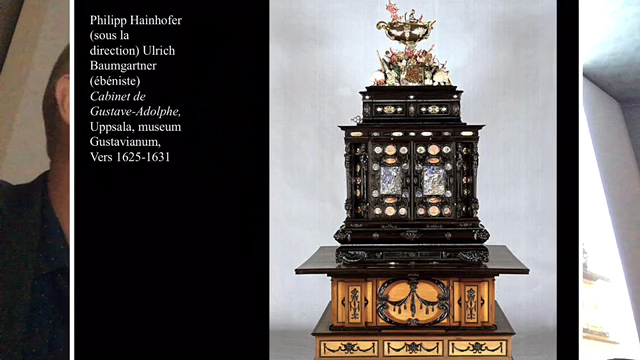 Philipp Hainhofer
(sous la
direction) Ulrich
Baumgartner
(ébéniste)
Cabinet de
Gustave-Adolphe,
Uppsala, museum
Gustavianum,
Vers 1625-1631